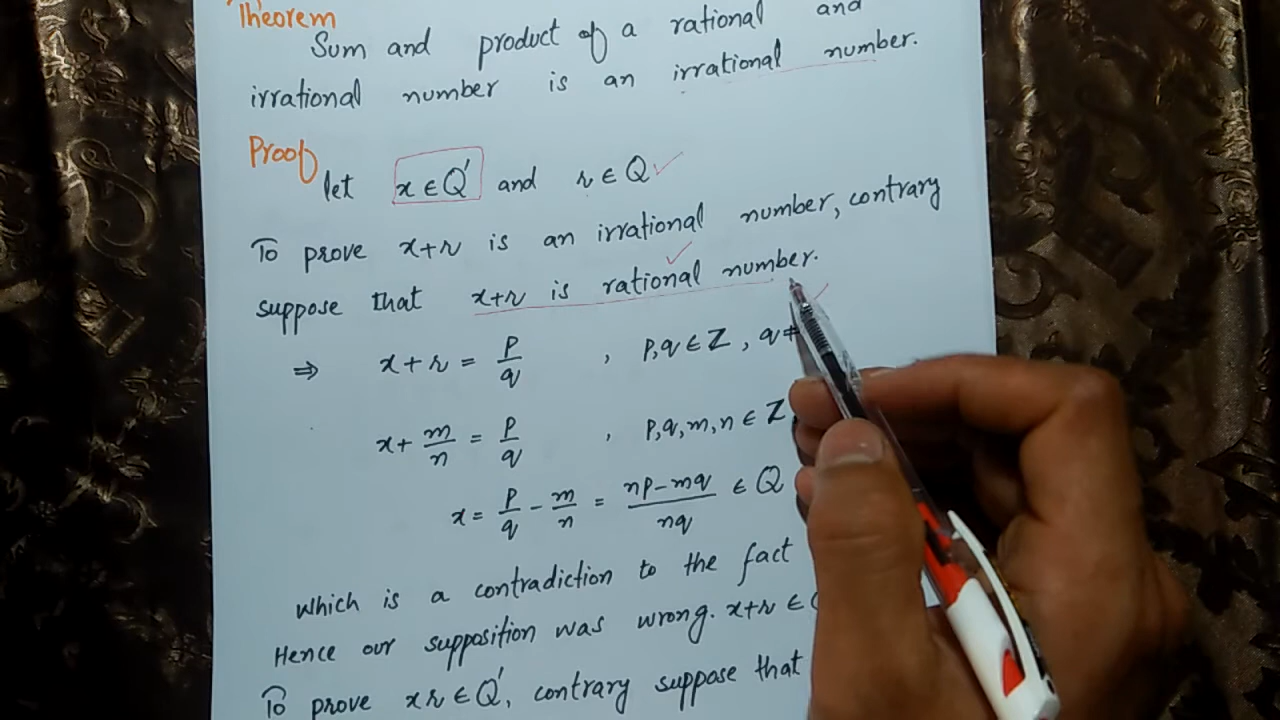 Theorem
Sum and product of a rational and
irrational number is an irrational number.
Proof
let x ∈ Q' and r ∈ Q
To prove x+r is an irrational number, contrary
suppose that x+r is rational number.
⇒ x + r = p/q , p,q ∈ Z, q ≠
x + m/n = p/q , p,q,m,n ∈ Z
x = p/q - m/n = np-mq/nq ∈ Q
which is a contradiction to the fact
Hence our supposition was wrong. x+r ∈
To prove xr ∈ Q', contrary suppose that